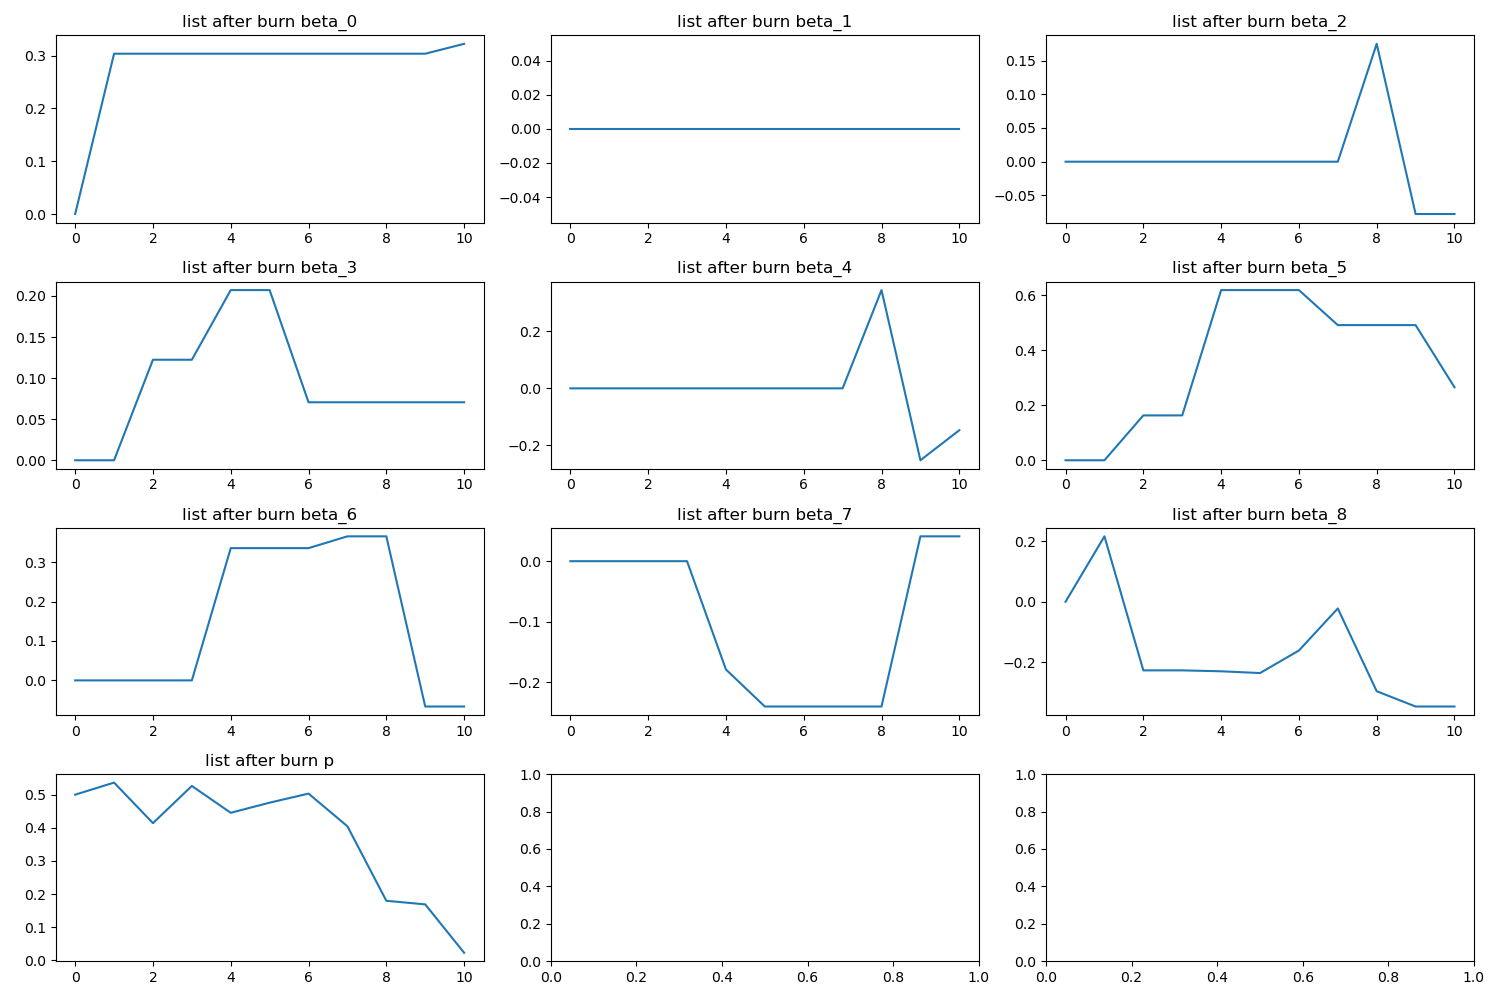 list after burn beta_0
0.3
0.2
0.1
0.0
0 2 4 6 8 10
list after burn beta_1
0.04
0.02
0.00
−0.02
−0.04
0 2 4 6 8 10
list after burn beta_2
0.15
0.10
0.05
0.00
−0.05
0 2 4 6 8 10
list after burn beta_3
0.20
0.15
0.10
0.05
0.00
0 2 4 6 8 10
list after burn beta_4
0.2
0.0
−0.2
0 2 4 6 8 10
list after burn beta_5
0.6
0.4
0.2
0.0
0 2 4 6 8 10
list after burn beta_6
0.3
0.2
0.1
0.0
0 2 4 6 8 10
list after burn beta_7
0.0
−0.1
−0.2
0 2 4 6 8 10
list after burn beta_8
0.2
0.0
−0.2
0 2 4 6 8 10
list after burn p
0.5
0.4
0.3
0.2
0.1
0.0
0 2 4 6 8 10
1.0
0.8
0.6
0.4
0.2
0.0
0.0 0.2 0.4 0.6 0.8 1.0
1.0
0.8
0.6
0.4
0.2
0.0
0.0 0.2 0.4 0.6 0.8 1.0